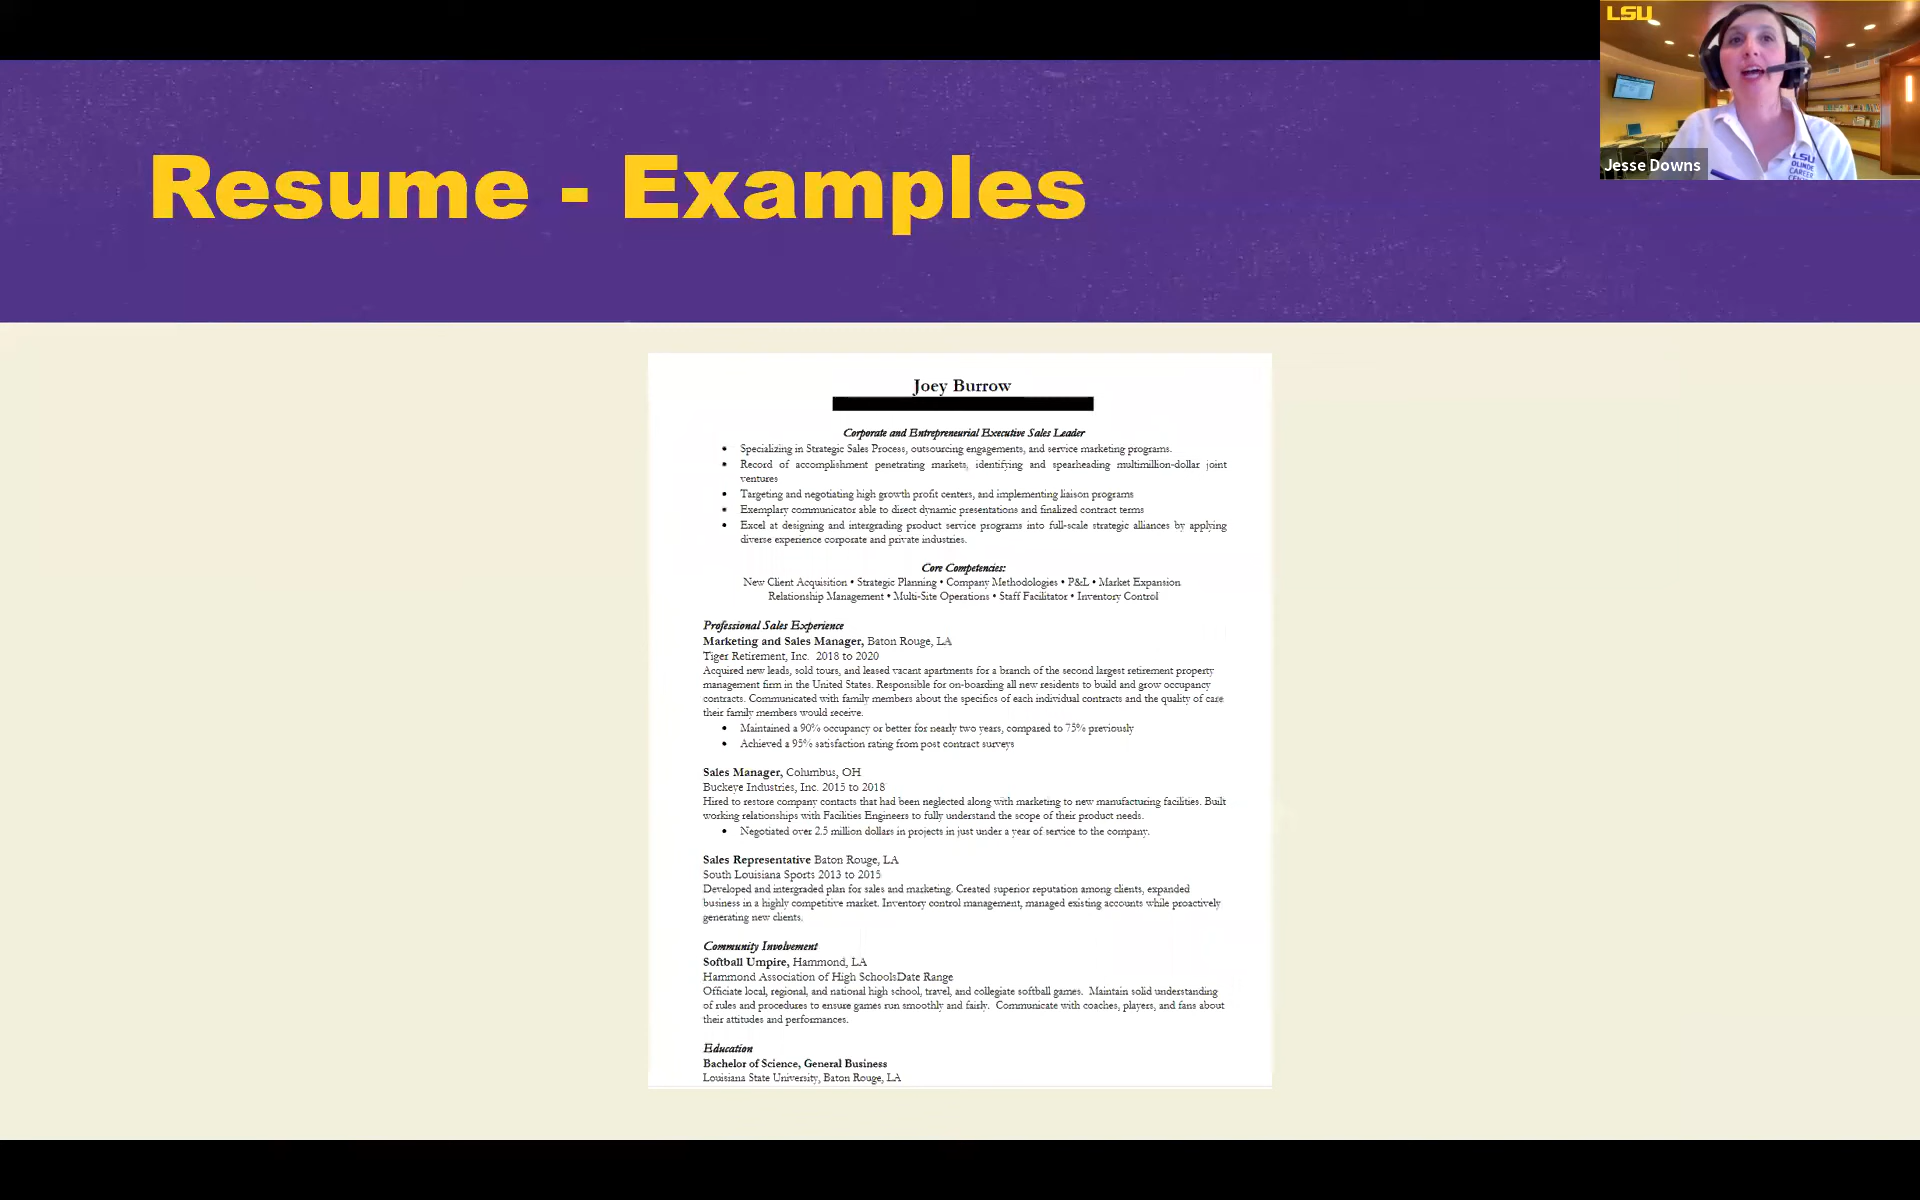 LSU
Jesse Downs
LSU
OLINDE
CAREER
Resume - Examples
Joey Burrow
Corporate and Entrepreneurial Executive Sales Leader
• Specializing in Strategic Sales Process, outsourcing engagements, and service marketing programs.
• Record of accomplishment penetrating markets, identifying and spearheading multimillion-dollar joint
ventures
• Targeting and negotiating high growth profit centers, and implementing liaison programs
• Exemplary communicator able to direct dynamic presentations and finalized contract terms
• Excel at designing and intergrading product service programs into full-scale strategic alliances by applying
diverse experience corporate and private industries.
Core Competencies:
New Client Acquisition • Strategic Planning • Company Methodologies • P&L • Market Expansion
Relationship Management • Multi-Site Operations • Staff Facilitator • Inventory Control
Professional Sales Experience
Marketing and Sales Manager, Baton Rouge, LA
Tiger Retirement, Inc. 2018 to 2020
Acquired new leads, sold tours, and leased vacant apartments for a branch of the second largest retirement property
management firm in the United States. Responsible for on-boarding all new residents to build and grow occupancy
contracts. Communicated with family members about the specifics of each individual contracts and the quality of care
their family members would receive.
• Maintained a 90% occupancy or better for nearly two years, compared to 75% previously
• Achieved a 95% satisfaction rating from post contract surveys
Sales Manager, Columbus, OH
Buckeye Industries, Inc. 2015 to 2018
Hired to restore company contacts that had been neglected along with marketing to new manufacturing facilities. Built
working relationships with Facilities Engineers to fully understand the scope of their product needs.
• Negotiated over 2.5 million dollars in projects in just under a year of service to the company.
Sales Representative Baton Rouge, LA
South Louisiana Sports 2013 to 2015
Developed and intergraded plan for sales and marketing. Created superior reputation among clients, expanded
business in a highly competitive market. Inventory control management, managed existing accounts while proactively
generating new clients.
Community Involvement
Softball Umpire, Hammond, LA
Hammond Association of High SchoolsDate Range
Officiate local, regional, and national high school, travel, and collegiate softball games. Maintain solid understanding
of rules and procedures to ensure games run smoothly and fairly. Communicate with coaches, players, and fans about
their attitudes and performances.
Education
Bachelor of Science, General Business
Louisiana State University, Baton Rouge, LA